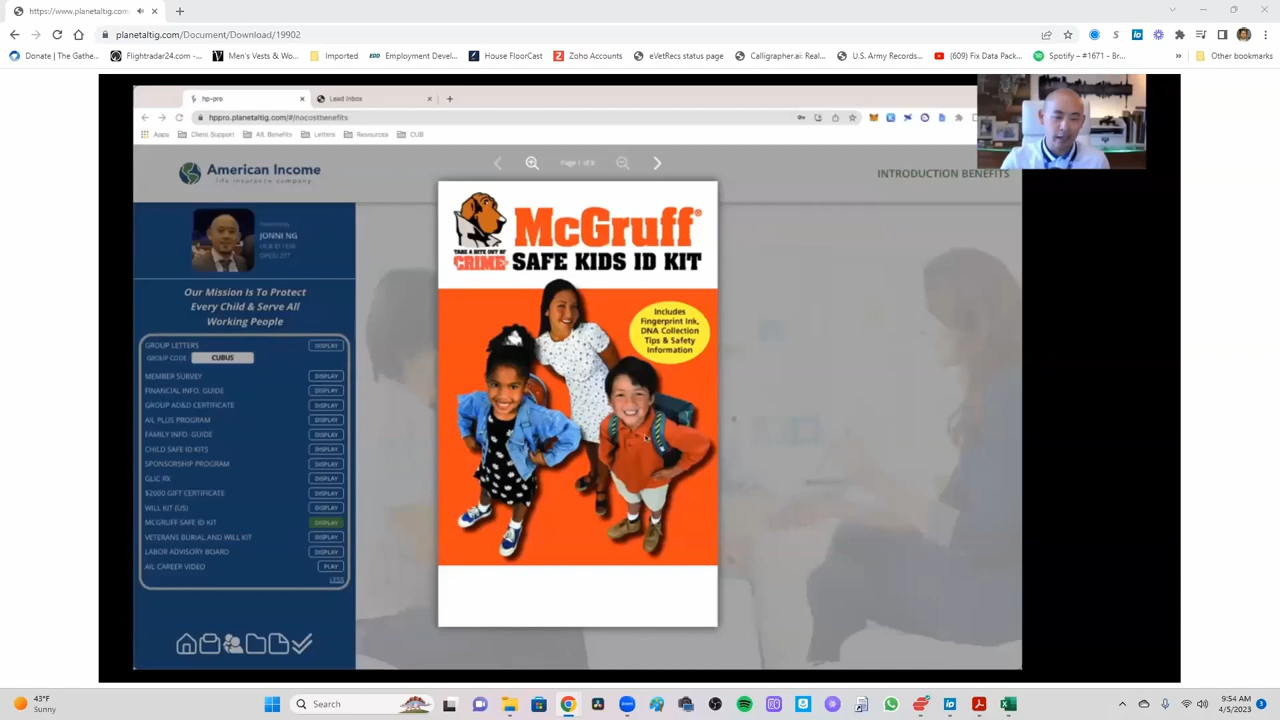 https://www.planetaltig.com
planetaltig.com/Document/Download/19902
Donate | The Gathe...
Flightradar24.com -...
Men's Vests & Wo...
Imported
EDD Employment Devel...
House FloorCast
Zoho Accounts
eVetRecs status page
Calligrapher.ai: Real...
U.S. Army Records...
(609) Fix Data Pack...
Spotify – #1671 - Br...
Other bookmarks
hp-pro
Lead Inbox
hppro.planetaltig.com/#/nocostbenefits
Apps
Client Support
AIL Benefits
Letters
Resources
CUB
American Income
life insurance company
Page 1 of 8
INTRODUCTION BENEFITS
JONNI NG
Our Mission Is To Protect
Every Child & Serve All
Working People
GROUP LETTERS DISPLAY
GROUP CODE: CUBUS
MEMBER SURVEY DISPLAY
FINANCIAL INFO. GUIDE DISPLAY
GROUP AD&D CERTIFICATE DISPLAY
AIL PLUS PROGRAM DISPLAY
FAMILY INFO. GUIDE DISPLAY
CHILD SAFE ID KITS DISPLAY
SPONSORSHIP PROGRAM DISPLAY
GLIC RX DISPLAY
$2000 GIFT CERTIFICATE DISPLAY
WILL KIT (US) DISPLAY
MCGRUFF SAFE ID KIT DISPLAY
VETERANS BURIAL AND WILL KIT DISPLAY
LABOR ADVISORY BOARD DISPLAY
AIL CAREER VIDEO PLAY
LESS
McGruff®
TAKE A BITE OUT OF
CRIME
SAFE KIDS ID KIT
Includes
Fingerprint Ink,
DNA Collection
Tips & Safety
Information
43°F
Sunny
Search
9:54 AM
4/5/2023